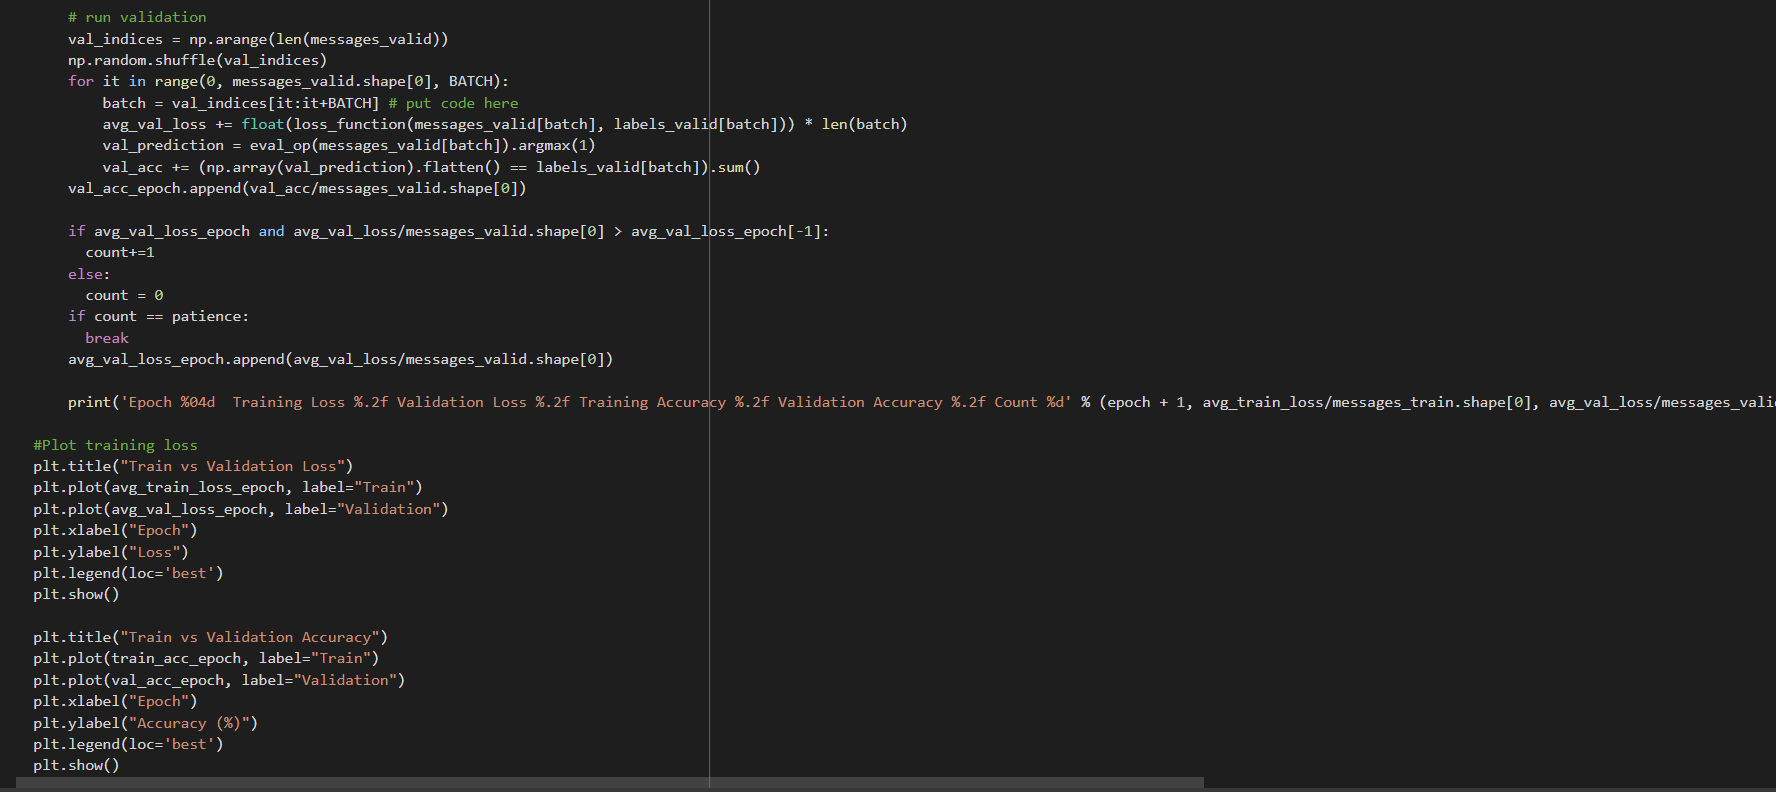 # run validation
val_indices = np.arange(len(messages_valid))
np.random.shuffle(val_indices)
for it in range(0, messages_valid.shape[0], BATCH):
batch = val_indices[it:it+BATCH] # put code here
avg_val_loss += float(loss_function(messages_valid[batch], labels_valid[batch])) * len(batch)
val_prediction = eval_op(messages_valid[batch]).argmax(1)
val_acc += (np.array(val_prediction).flatten() == labels_valid[batch]).sum()
val_acc_epoch.append(val_acc/messages_valid.shape[0])
if avg_val_loss_epoch and avg_val_loss/messages_valid.shape[0] > avg_val_loss_epoch[-1]:
count+=1
else:
count = 0
if count == patience:
break
avg_val_loss_epoch.append(avg_val_loss/messages_valid.shape[0])
print('Epoch %04d  Training Loss %.2f Validation Loss %.2f Training Accuracy %.2f Validation Accuracy %.2f Count %d' % (epoch + 1, avg_train_loss/messages_train.shape[0], avg_val_loss/messages_vali
#Plot training loss
plt.title("Train vs Validation Loss")
plt.plot(avg_train_loss_epoch, label="Train")
plt.plot(avg_val_loss_epoch, label="Validation")
plt.xlabel("Epoch")
plt.ylabel("Loss")
plt.legend(loc='best')
plt.show()
plt.title("Train vs Validation Accuracy")
plt.plot(train_acc_epoch, label="Train")
plt.plot(val_acc_epoch, label="Validation")
plt.xlabel("Epoch")
plt.ylabel("Accuracy (%)")
plt.legend(loc='best')
plt.show()